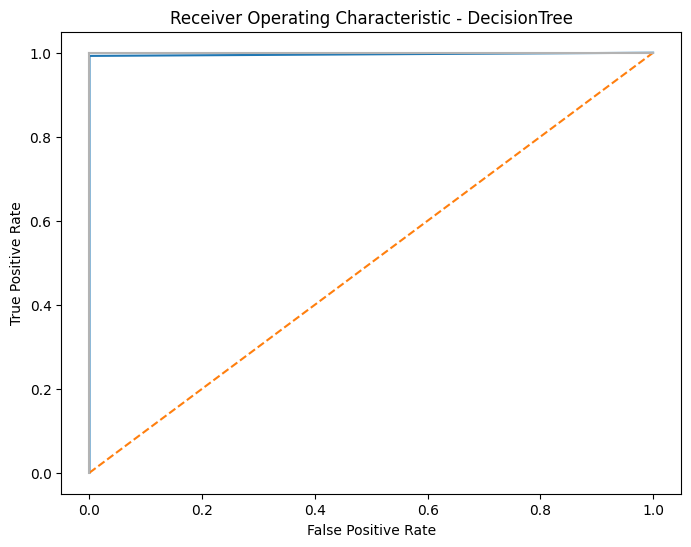 Receiver Operating Characteristic - DecisionTree
1.0
0.8
0.6
0.4
0.2
0.0
True Positive Rate
0.0 0.2 0.4 0.6 0.8 1.0
False Positive Rate